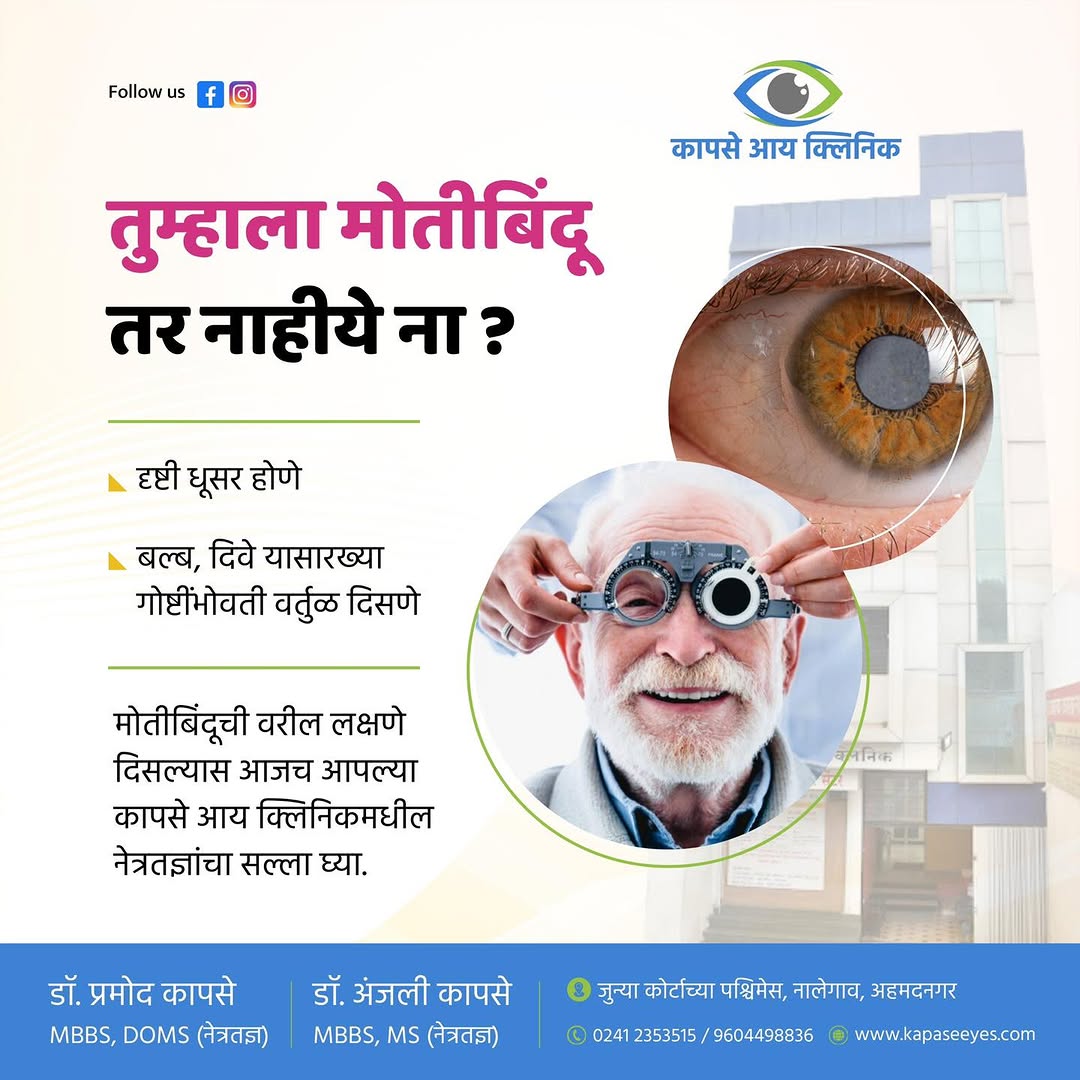 Follow us
कापसे आय क्लिनिक
तुम्हाला मोतीबिंदू
तर नाहीये ना ?
दृष्टी धूसर होणे
बल्ब, दिवे यासारख्या
गोष्टींभोवती वर्तुळ दिसणे
मोतीबिंदूची वरील लक्षणे
दिसल्यास आजच आपल्या
कापसे आय क्लिनिकमधील
नेत्रतज्ञांचा सल्ला घ्या.
क्लिनिक
डॉ. प्रमोद कापसे
MBBS, DOMS (नेत्रतज्ञ)
डॉ. अंजली कापसे
MBBS, MS (नेत्रतज्ञ)
जुन्या कोर्टाच्या पश्चिमेस, नालेगाव, अहमदनगर
0241 2353515 / 9604498836
www.kapaseeyes.com